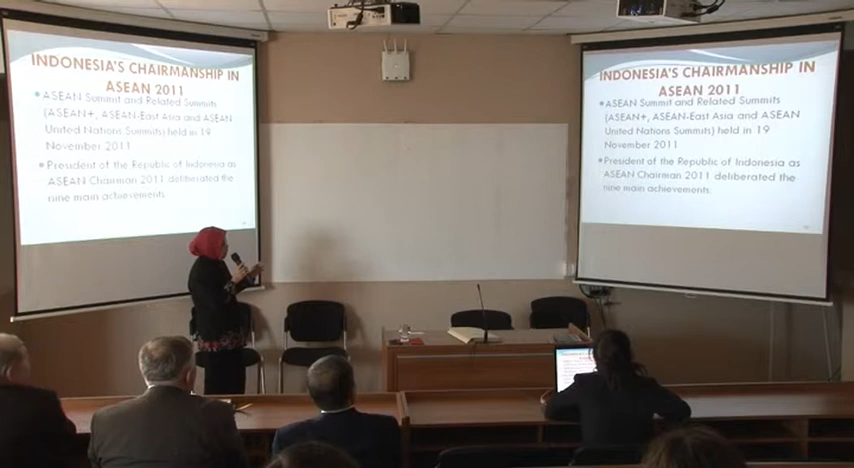 INDONESIA'S CHAIRMANSHIP IN
ASEAN 2011
ASEAN Summit and Related Summits
(ASEAN+, ASEAN-East Asia and ASEAN
United Nations Summits) held in 19
November 2011
President of the Republic of Indonesia as
ASEAN Chairman 2011 deliberated the
nine main achievements
INDONESIA'S CHAIRMANSHIP IN
ASEAN 2011
ASEAN Summit and Related Summits
(ASEAN+, ASEAN-East Asia and ASEAN
United Nations Summits) held in 19
November 2011
President of the Republic of Indonesia as
ASEAN Chairman 2011 deliberated the
nine main achievements